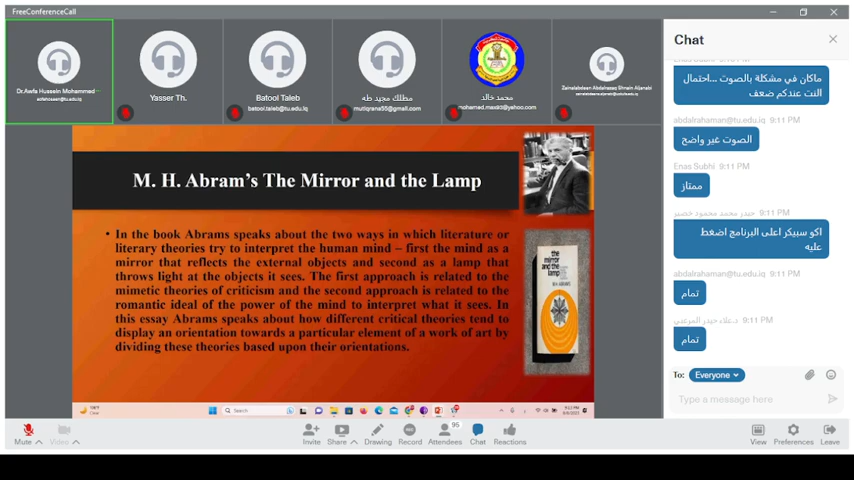 FreeConferenceCall
Dr.Awfa Hussein Mohammed
Yasser Th.
Batool Taleb
batool.taleb@tu.edu.iq
مطلك مجيد طه
محمد خالد
M. H. Abram's The Mirror and the Lamp
• In the book Abrams speaks about the two ways in which literature or
literary theories try to interpret the human mind – first the mind as a
mirror that reflects the external objects and second as a lamp that
throws light at the objects it sees. The first approach is related to the
mimetic theories of criticism and the second approach is related to the
romantic ideal of the power of the mind to interpret what it sees. In
this essay Abrams speaks about how different critical theories tend to
display an orientation towards a particular element of a work of art by
dividing these theories based upon their orientations.
the
mirror
and the
lamp
Search
Chat
ماكان في مشكلة بالصوت ...احتمال
النت عندكم ضعف
abdalrahaman@tu.edu.iq 9:11 PM
الصوت غير واضح
Enas Subhi 9:11 PM
ممتاز
حيدر محمد محمود خضير 9:11 PM
اكو سبيكر اعلى البرنامج اضغط
عليه
abdalrahaman@tu.edu.iq 9:11 PM
تمام
د.علاء حيدر المرعبي 9:11 PM
تمام
To: Everyone
Type a message here
Mute
Video
Invite
Share
Drawing
Record
95
Attendees
Chat
Reactions
View
Preferences
Leave